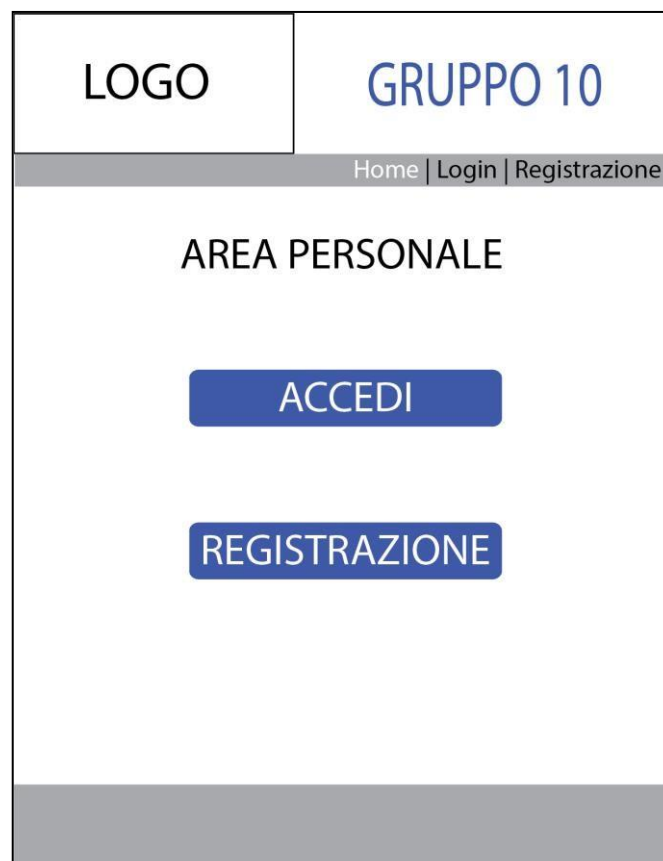 LOGO
GRUPPO 10
Home | Login | Registrazione
AREA PERSONALE
ACCEDI
REGISTRAZIONE